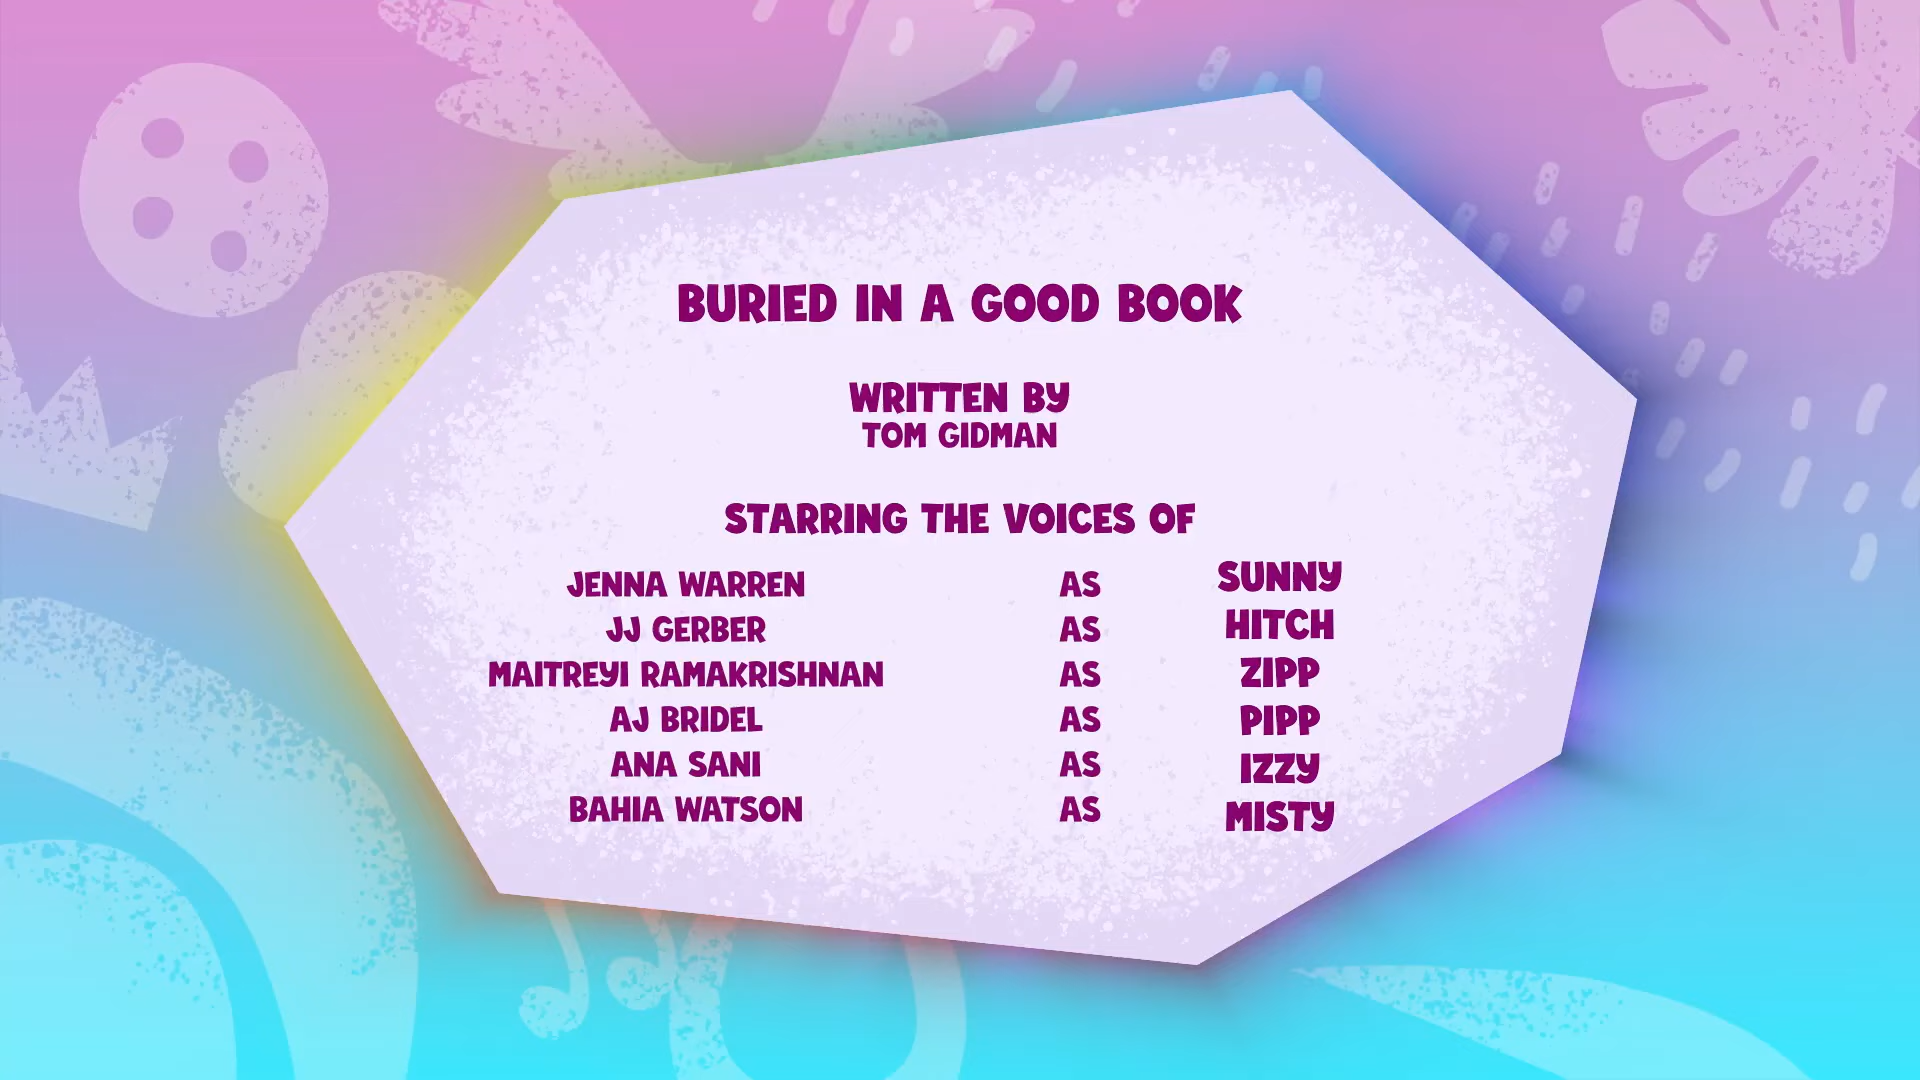 BURIED IN A GOOD BOOK
WRITTEN BY
TOM GIDMAN
STARRING THE VOICES OF
JENNA WARREN AS SUNNY
JJ GERBER AS HITCH
MAITREYI RAMAKRISHNAN AS ZIPP
AJ BRIDEL AS PIPP
ANA SANI AS IZZY
BAHIA WATSON AS MISTY